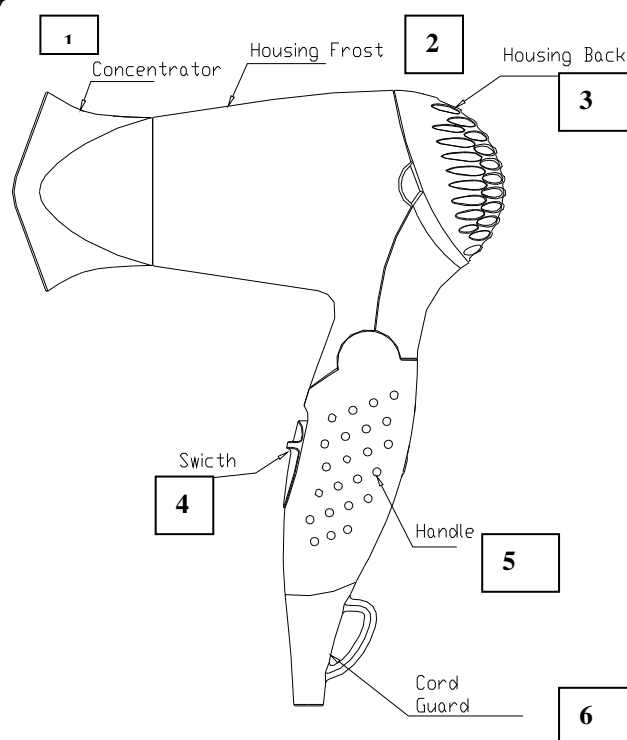 1
Concentrator
Housing Frost
2
Housing Back
3
Swicth
4
Handle
5
Cord
Guard
6